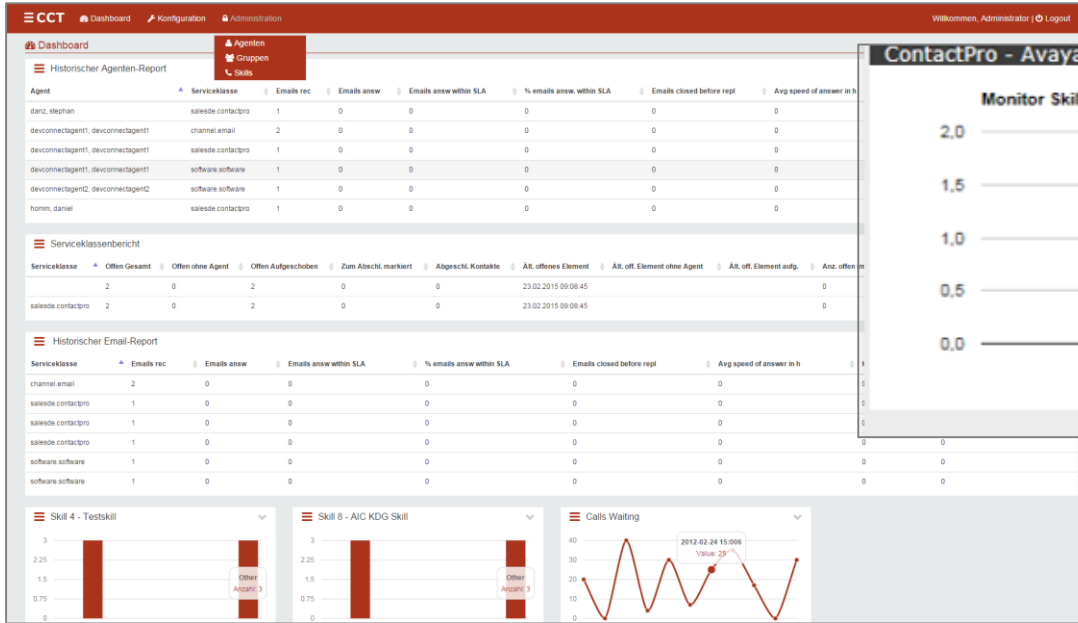 CCT Dashboard Konfiguration Administration Willkommen, Administrator | Logout
Dashboard
Agenten
Gruppen
Skills
Historischer Agenten-Report
Agent Serviceklasse Emails rec Emails answ Emails answ within SLA % emails answ. within SLA Emails closed before repl Avg speed of answer in h
danz, stephan salesde.contactpro 1 0 0 0 0 0
devconnectagent1, devconnectagent1 channel.email 2 0 0 0 0 0
devconnectagent1, devconnectagent1 salesde.contactpro 1 0 0 0 0 0
devconnectagent1, devconnectagent1 software.software 1 0 0 0 0 0
devconnectagent2, devconnectagent2 software.software 1 0 0 0 0 0
homm, daniel salesde.contactpro 1 0 0 0 0 0
ContactPro - Avaya
Monitor Skil
2,0
1,5
1,0
0,5
0,0
Serviceklassenbericht
Serviceklasse Offen Gesamt Offen ohne Agent Offen Aufgeschoben Zum Abschl. markiert Abgeschl. Kontakte Ält. offenes Element Ält. off. Element ohne Agent Ält. off. Element aufg. Anz. offen
2 0 2 0 0 23.02.2015 09:08:45 0
salesde.contactpro 2 0 2 0 0 23.02.2015 09:08:45 0
Historischer Email-Report
Serviceklasse Emails rec Emails answ Emails answ within SLA % emails answ within SLA Emails closed before repl Avg speed of answer in h
channel.email 2 0 0 0 0 0
salesde.contactpro 1 0 0 0 0 0
salesde.contactpro 1 0 0 0 0 0
salesde.contactpro 1 0 0 0 0 0 0 0
software.software 1 0 0 0 0 0 0 0
software.software 1 0 0 0 0 0 0 0
Skill 4 - Testskill
3
2.25
1.5
0.75
0
Other
Anzahl: 3
Skill 8 - AIC KDG Skill
3
2.25
1.5
0.75
0
Other
Anzahl: 3
Calls Waiting
40
30
20
10
0
2012-02-24 15:006
Value: 25